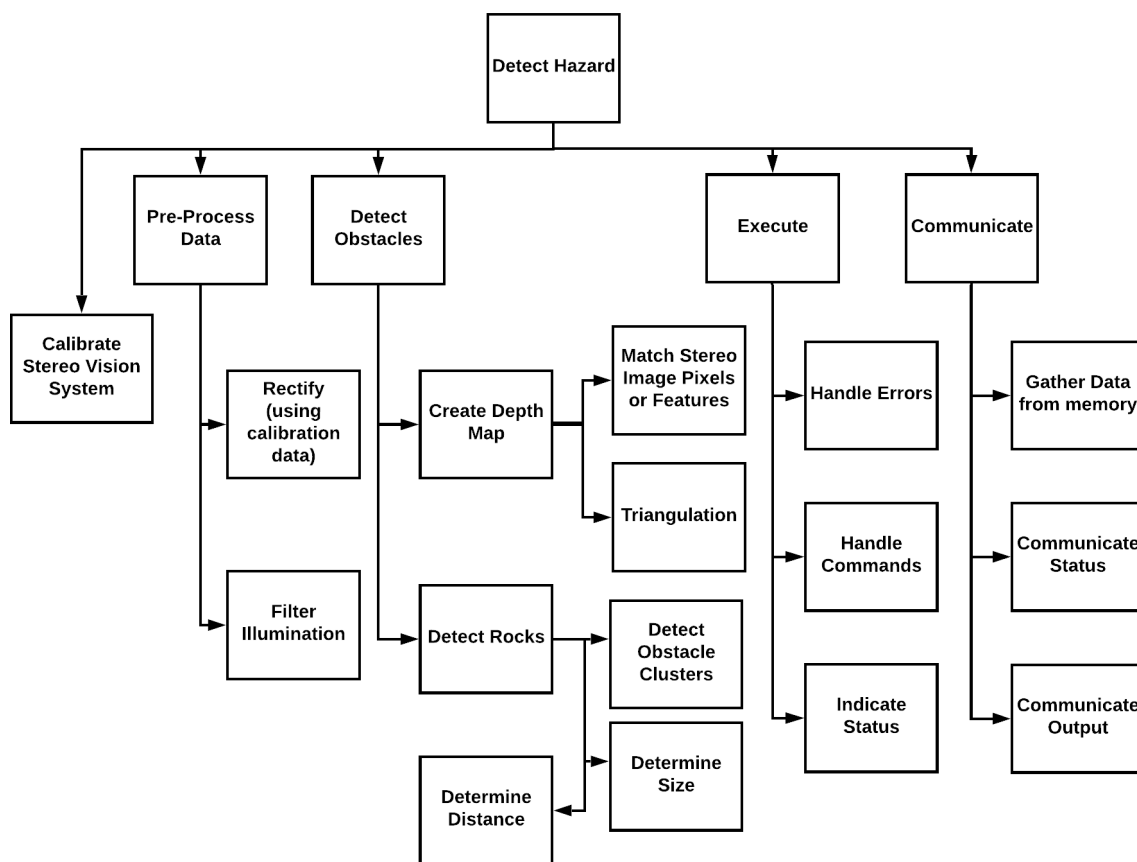 Detect Hazard
Pre-Process
Data
Detect
Obstacles
Execute
Communicate
Calibrate
Stereo Vision
System
Rectify
(using
calibration
data)
Create Depth
Map
Match Stereo
Image Pixels
or Features
Handle Errors
Gather Data
from memory
Triangulation
Handle
Commands
Communicate
Status
Filter
Illumination
Detect Rocks
Detect
Obstacle
Clusters
Indicate
Status
Communicate
Output
Determine
Size
Determine
Distance